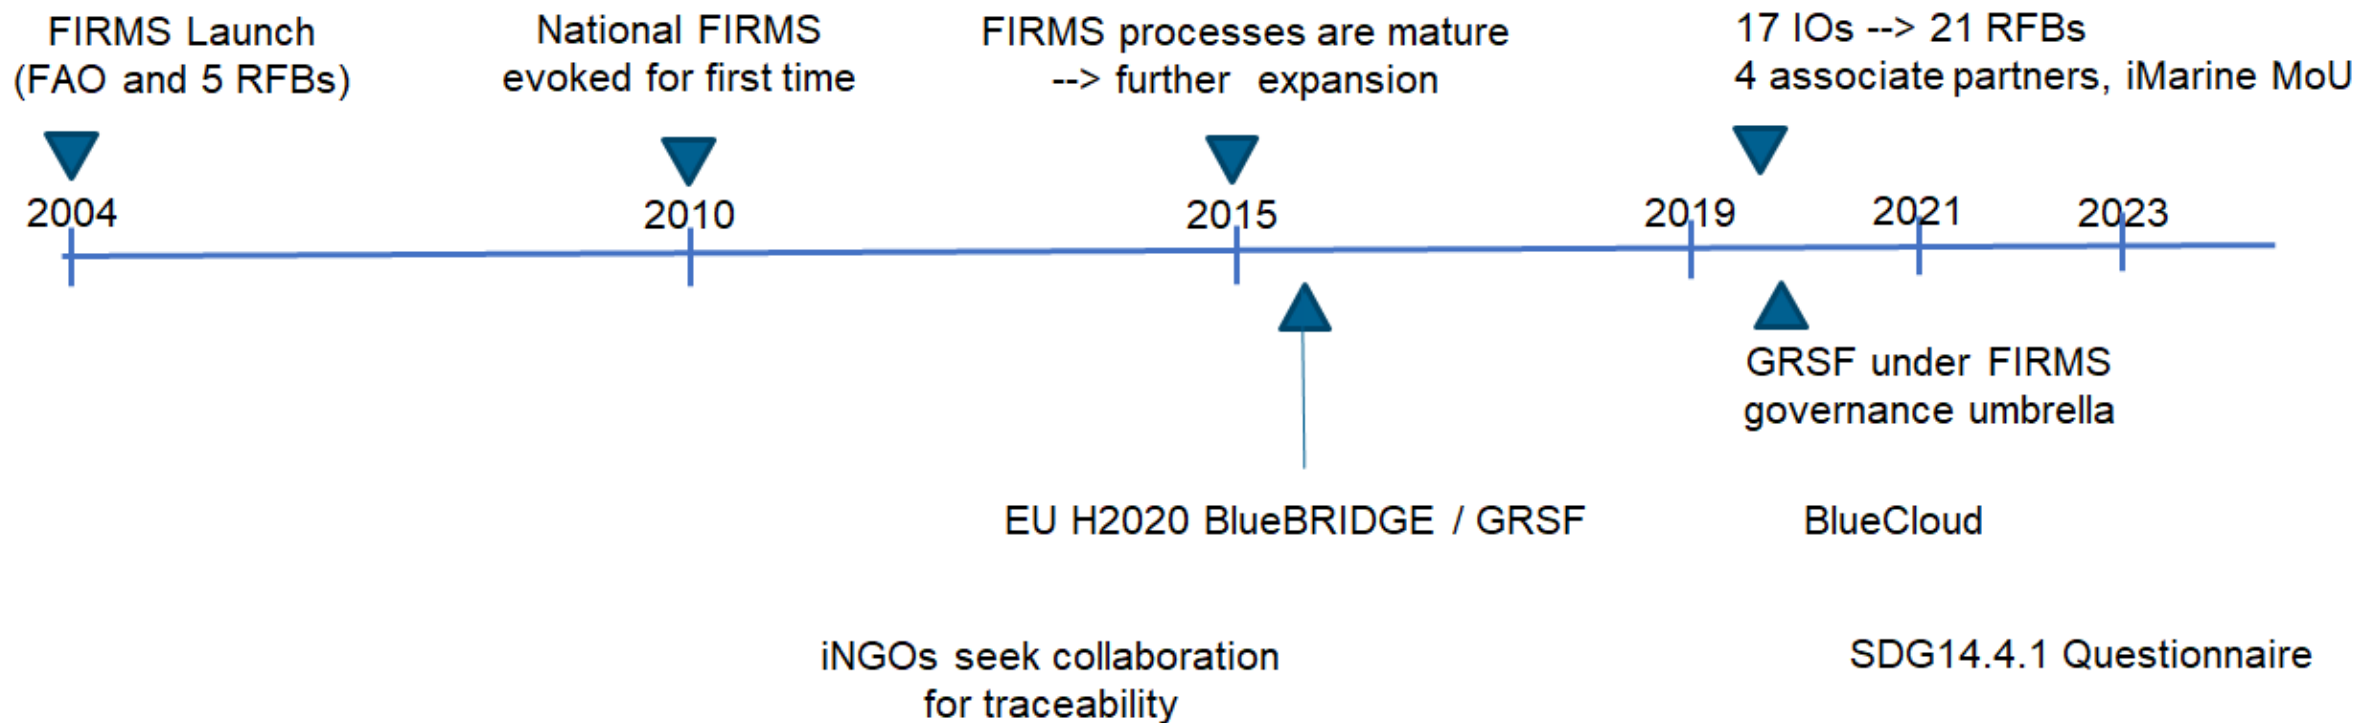 FIRMS Launch
(FAO and 5 RFBs)
National FIRMS
evoked for first time
FIRMS processes are mature
--> further expansion
17 IOs --> 21 RFBs
4 associate partners, iMarine MoU
2004
2010
2015
2019
2021
2023
GRSF under FIRMS
governance umbrella
EU H2020 BlueBRIDGE / GRSF
BlueCloud
iNGOs seek collaboration
for traceability
SDG14.4.1 Questionnaire